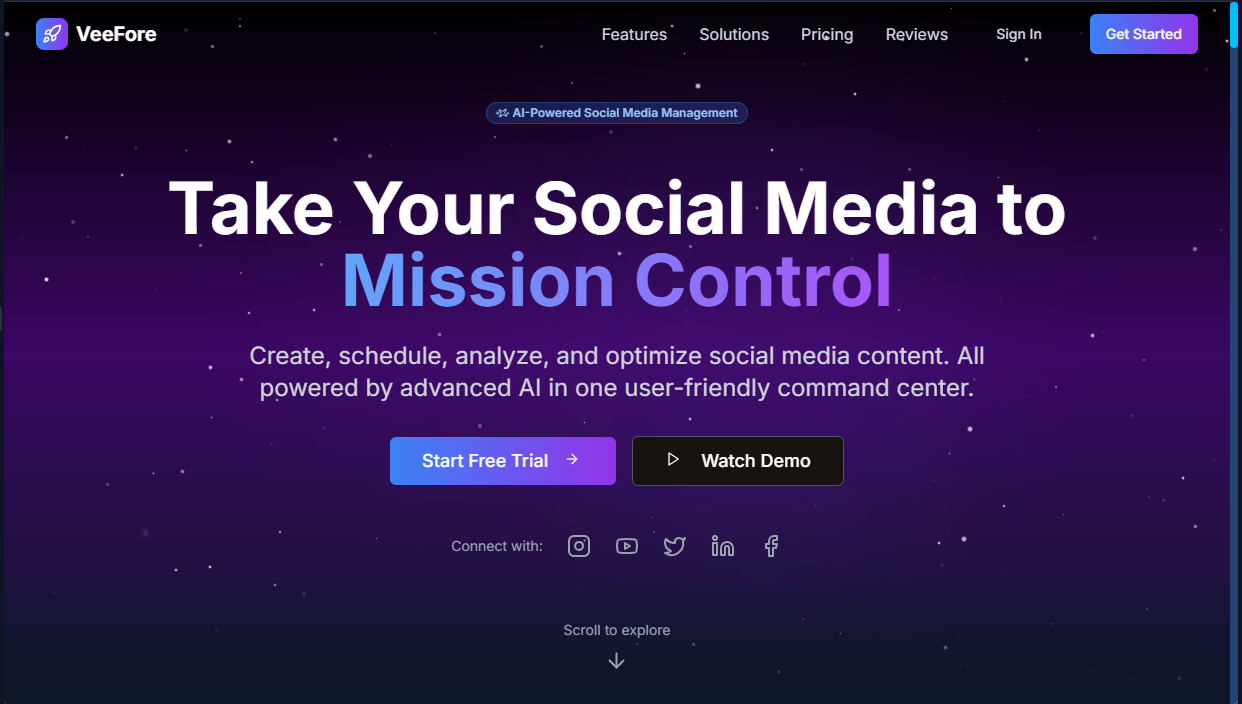 VeeFore
Features
Solutions
Pricing
Reviews
Sign In
Get Started
AI-Powered Social Media Management
Take Your Social Media to
Mission Control
Create, schedule, analyze, and optimize social media content. All
powered by advanced AI in one user-friendly command center.
Start Free Trial
Watch Demo
Connect with:
Scroll to explore